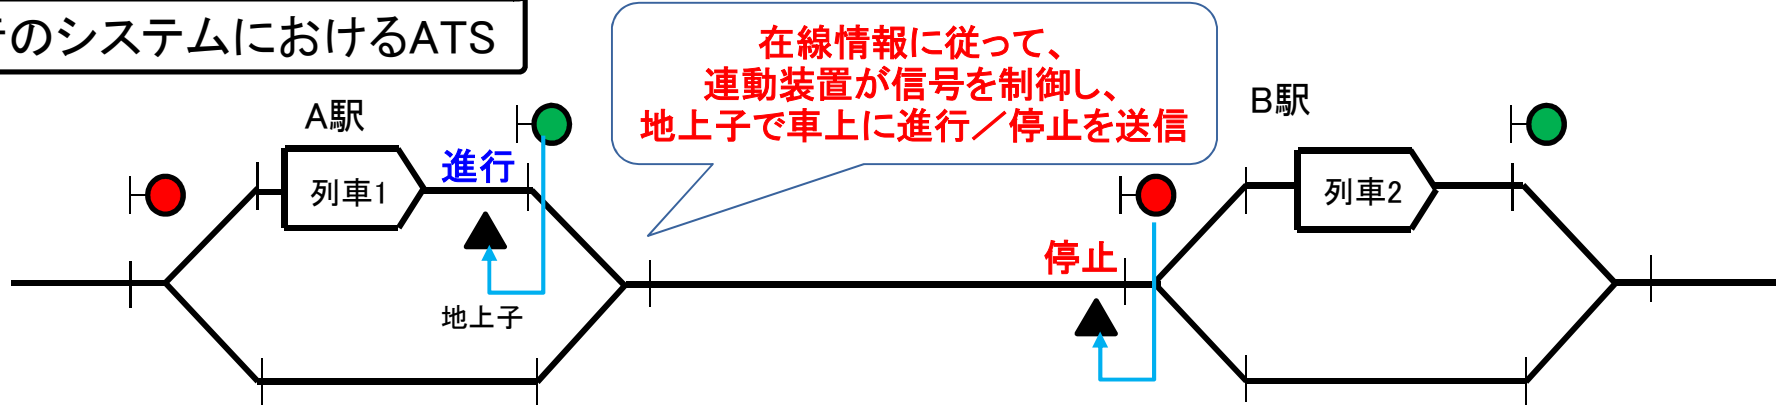 のシステムにおけるATS
在線情報に従って、
連動装置が信号を制御し、
地上子で車上に進行／停止を送信
A駅
B駅
進行
列車1
列車2
停止
地上子